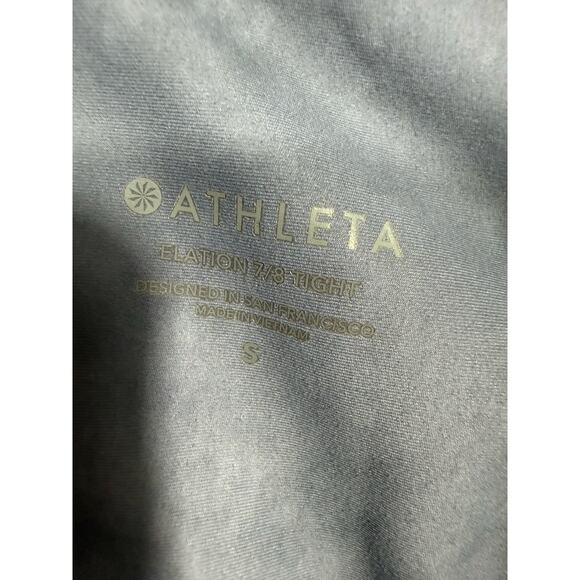 ATHLETA
ELATION 7/8 TIGHT
DESIGNED IN SAN FRANCISCO
MADE IN VIETNAM
S